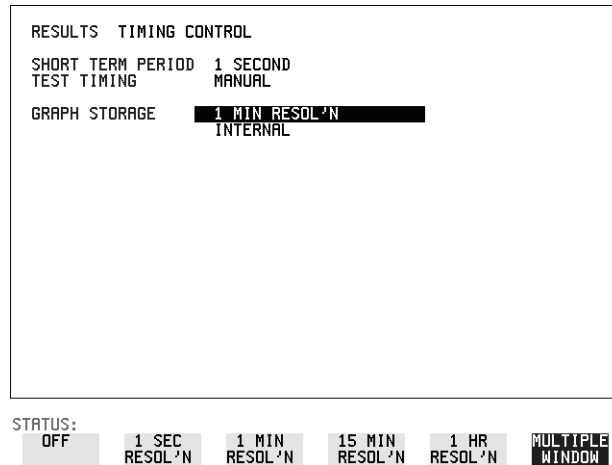 RESULTS TIMING CONTROL
SHORT TERM PERIOD 1 SECOND
TEST TIMING MANUAL
GRAPH STORAGE 1 MIN RESOL'N
INTERNAL
STATUS:
OFF 1 SEC 1 MIN 15 MIN 1 HR MULTIPLE
RESOL'N RESOL'N RESOL'N RESOL'N WINDOW